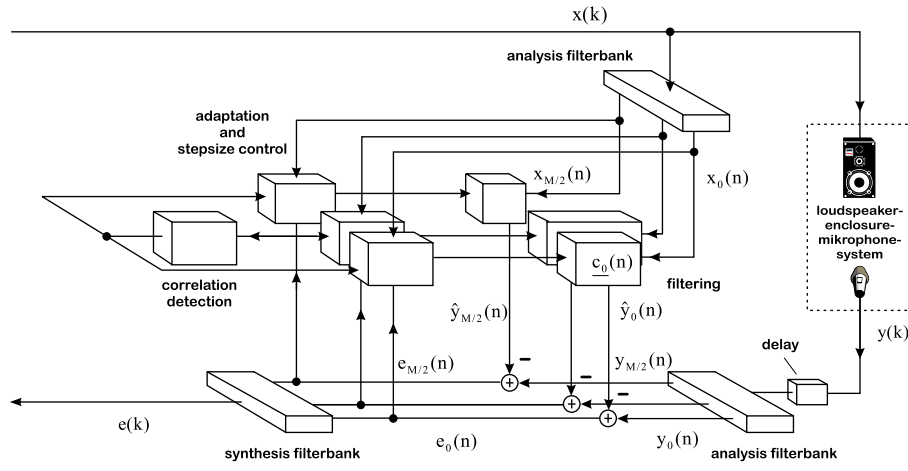 x(k)
analysis filterbank
adaptation
and
stepsize control
x_{M/2}(n)
x_0(n)
loudspeaker-
enclosure-
mikrophone-
system
c_0(n)
correlation
detection
filtering
ŷ_{M/2}(n)
ŷ_0(n)
y(k)
e_{M/2}(n)
y_{M/2}(n)
delay
e(k)
e_0(n)
y_0(n)
synthesis filterbank
analysis filterbank